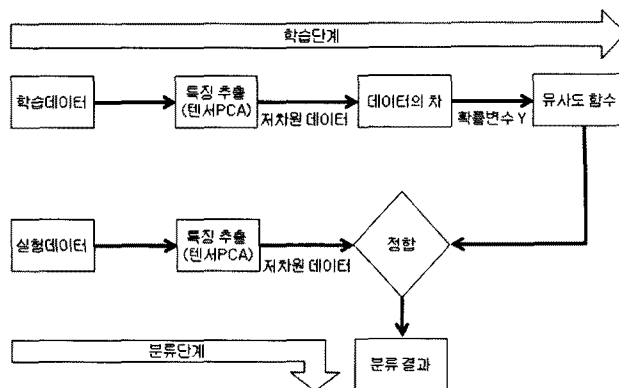 학습단계
학습데이터
특징 추출
(텐서PCA)
저차원 데이터
데이터의 차
확률변수 Y
유사도 함수
실험데이터
특징 추출
(텐서PCA)
저차원 데이터
정합
분류단계
분류 결과